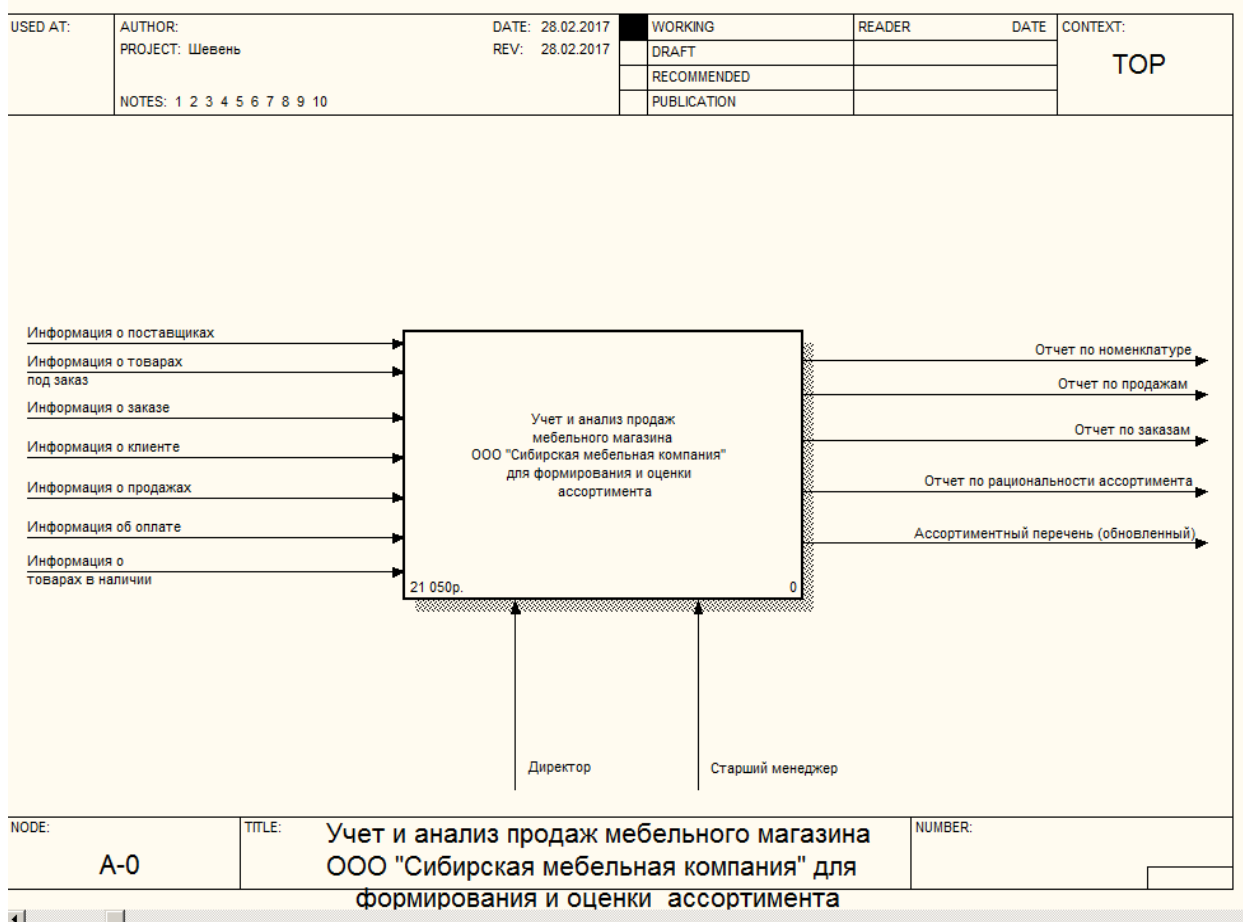 USED AT:
AUTHOR:
DATE: 28.02.2017
WORKING
READER
DATE
CONTEXT:
PROJECT: Шевень
REV: 28.02.2017
DRAFT
TOP
RECOMMENDED
NOTES: 1 2 3 4 5 6 7 8 9 10
PUBLICATION
Информация о поставщиках
Информация о товарах
под заказ
Информация о заказе
Информация о клиенте
Информация о продажах
Информация об оплате
Информация о
товарах в наличии
Учет и анализ продаж
мебельного магазина
ООО "Сибирская мебельная компания"
для формирования и оценки
ассортимента
21 050р.
0
Отчет по номенклатуре
Отчет по продажам
Отчет по заказам
Отчет по рациональности ассортимента
Ассортиментный перечень (обновленный)
Директор
Старший менеджер
NODE:
A-0
TITLE:
Учет и анализ продаж мебельного магазина
ООО "Сибирская мебельная компания" для
формирования и оценки ассортимента
NUMBER: